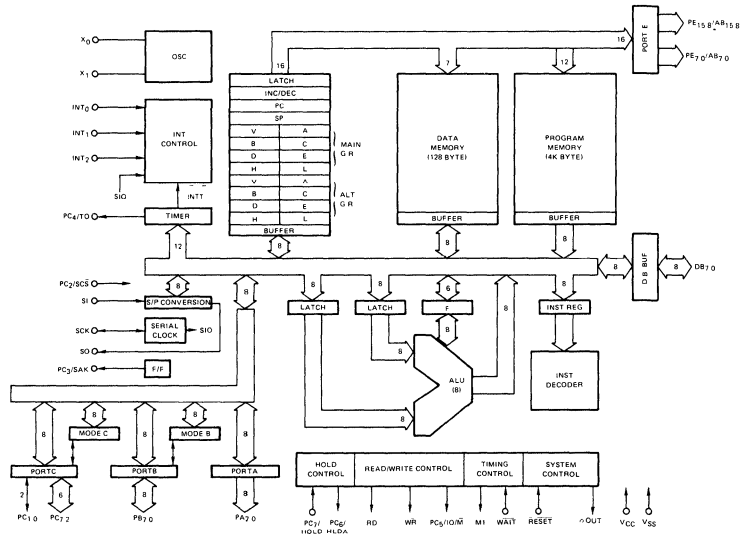 X0
OSC
X1
INT0
INT1
INT2
INT
CONTROL
SIO
INTT
PC4/TO
TIMER
12
16
LATCH
INC/DEC
PC
SP
V A
B C
D E
H L
MAIN
G R
V A
B C
D E
H L
ALT
G R
BUFFER
8
7
DATA
MEMORY
(128 BYTE)
BUFFER
8
12
PROGRAM
MEMORY
(4K BYTE)
BUFFER
8
16
PORT E
PE15 8/AB15 8
PE7 0/AB7 0
8
DB BUF
8
DB7 0
PC2/SCS
SI
8
S/P CONVERSION
SCK
SERIAL
CLOCK
SIO
SO
PC3/SAK
F/F
8
8
LATCH
8
LATCH
6
F
8
8
8
INST REG
8
8
ALU
(8)
8
INST
DECODER
8
8
MODE C
8
8
MODE B
8
PORT C
PORT B
PORT A
2
6
8
8
PC1 0
PC7 2
PB7 0
PA7 0
HOLD
CONTROL
READ/WRITE CONTROL
TIMING
CONTROL
SYSTEM
CONTROL
PC7/
HOLD
PC6/
HLDA
RD
WR
PC5/IO/M
M1
WAIT
RESET
OUT
VCC
VSS